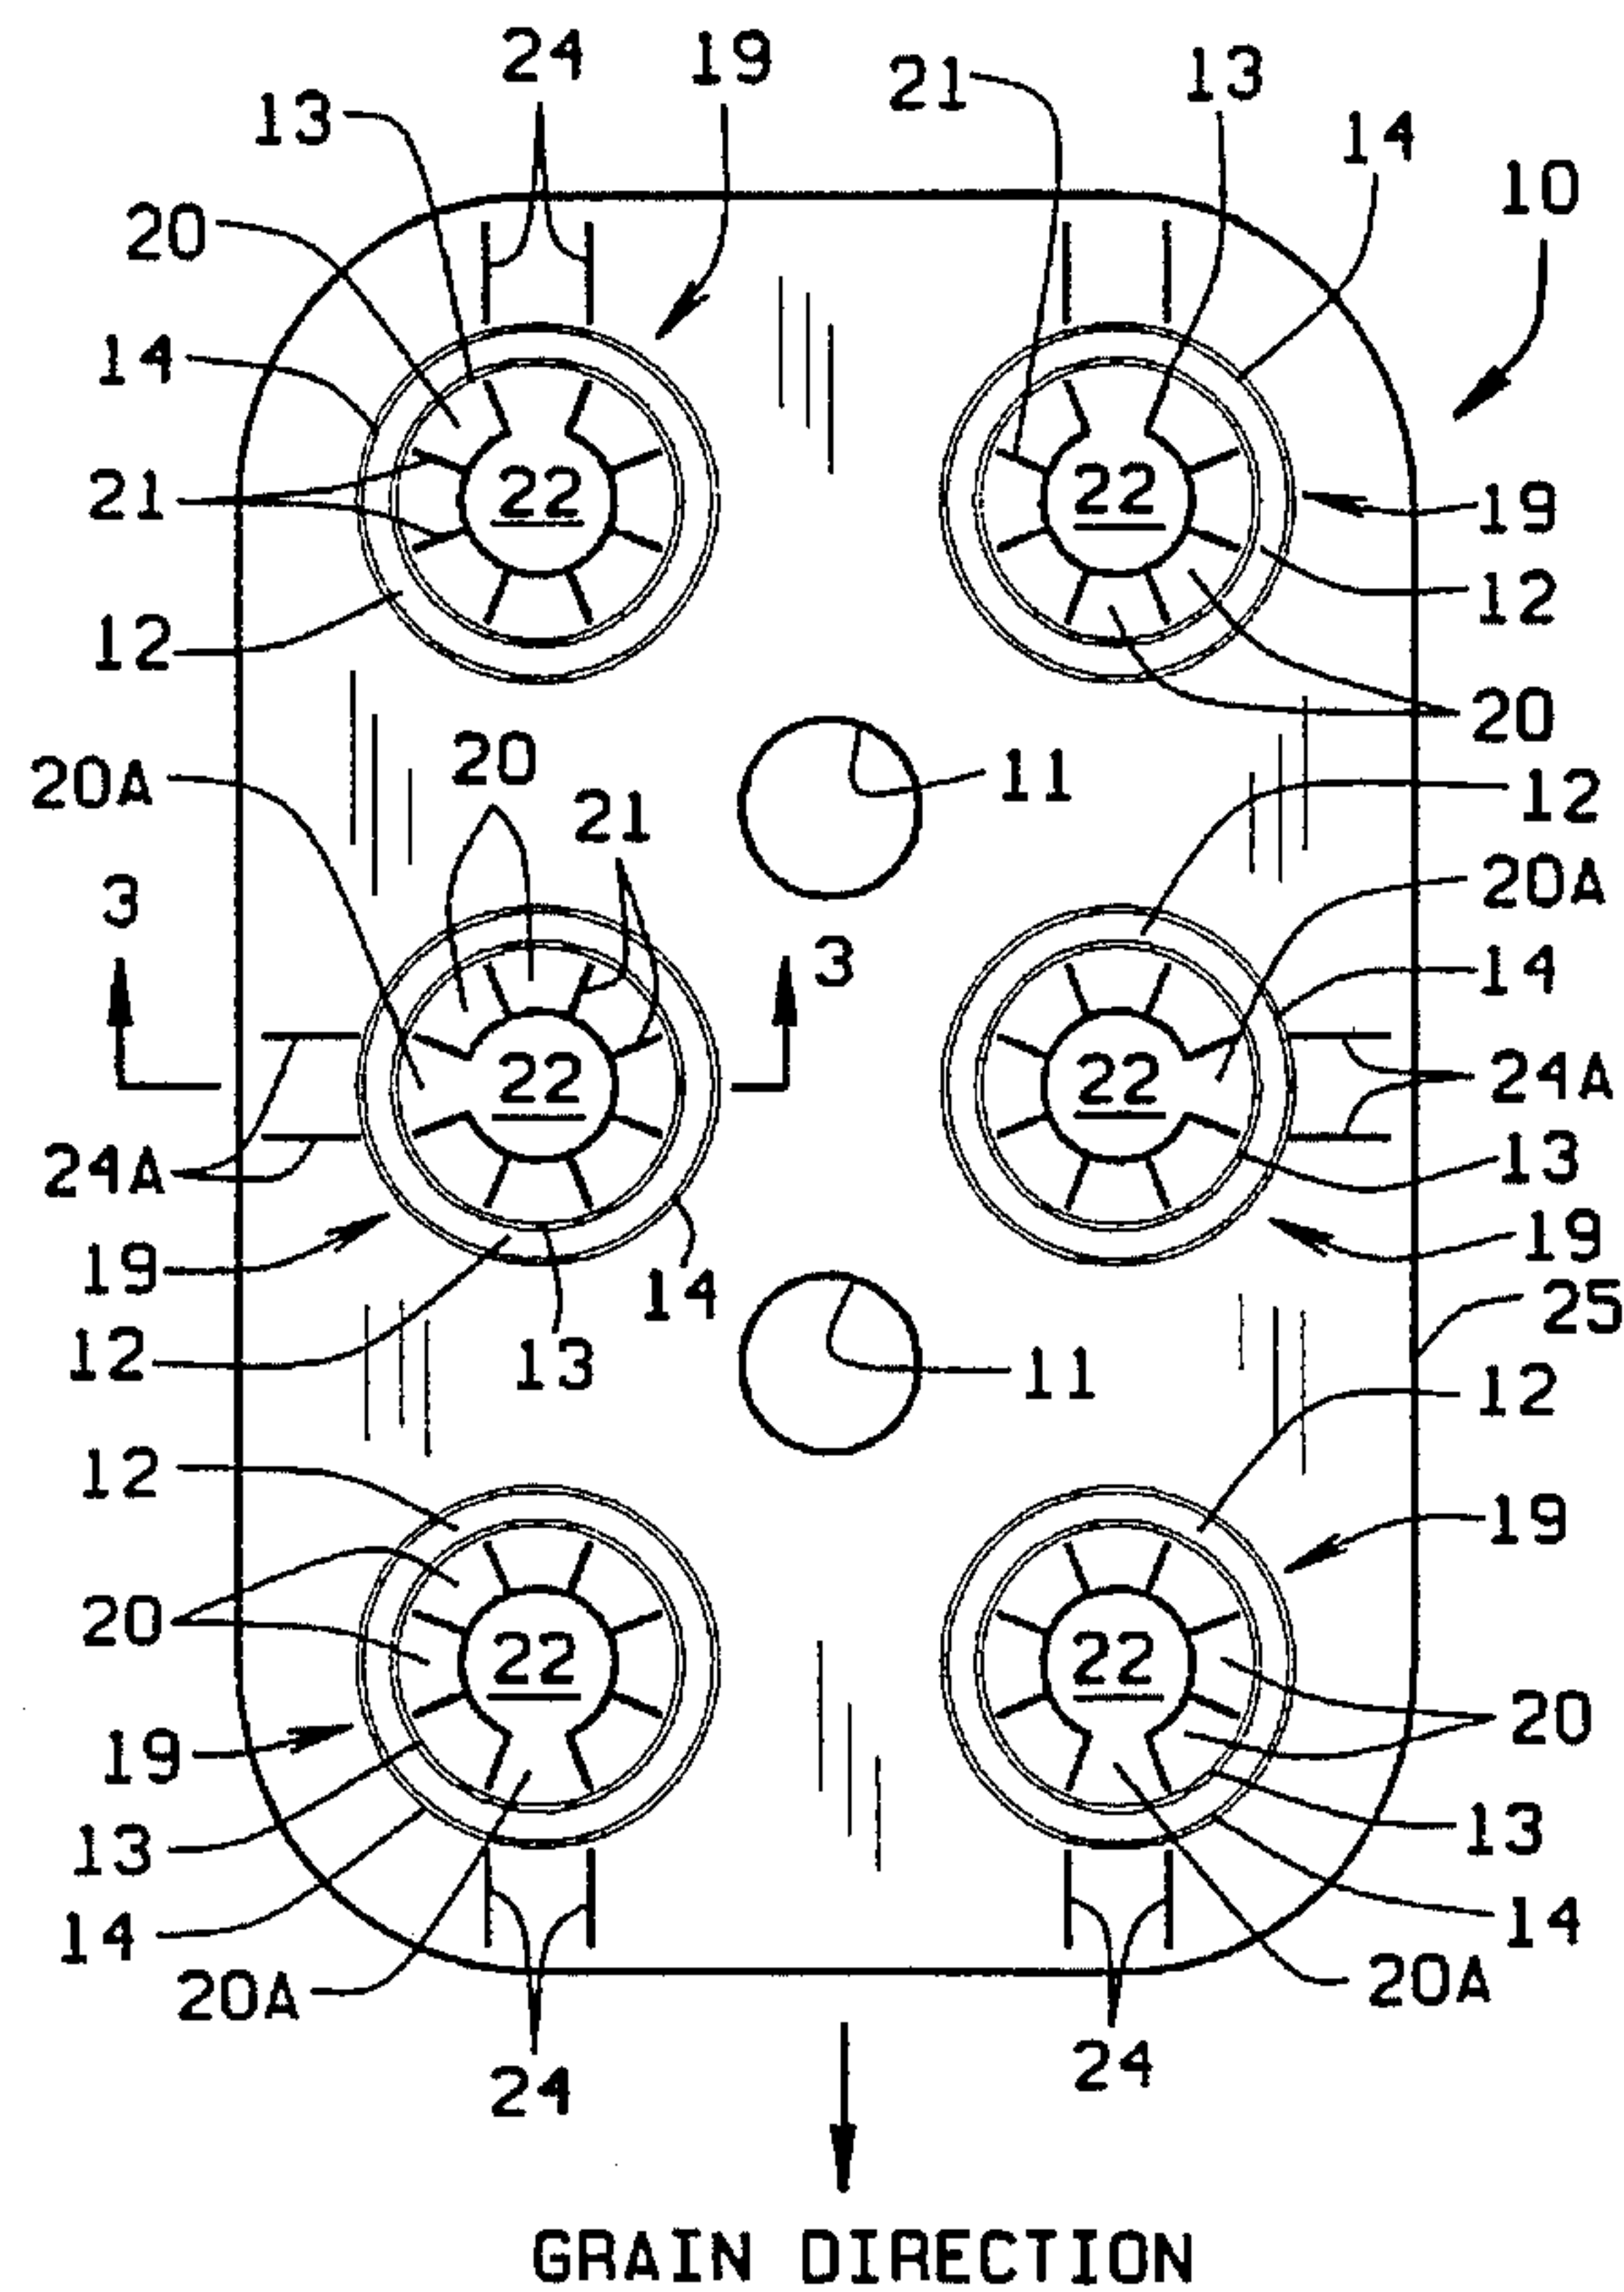 24 19 21 13
13 14
20 10
14
21 22 22 19
12 12
20
20A 20 11 12
21 20A
3 3 14
22 22 24A
24A 13
19 14 19
25
12 13 11 12
12 19
20 22 22 20
19
13 13
14 14
20A 20A
24 24
GRAIN DIRECTION